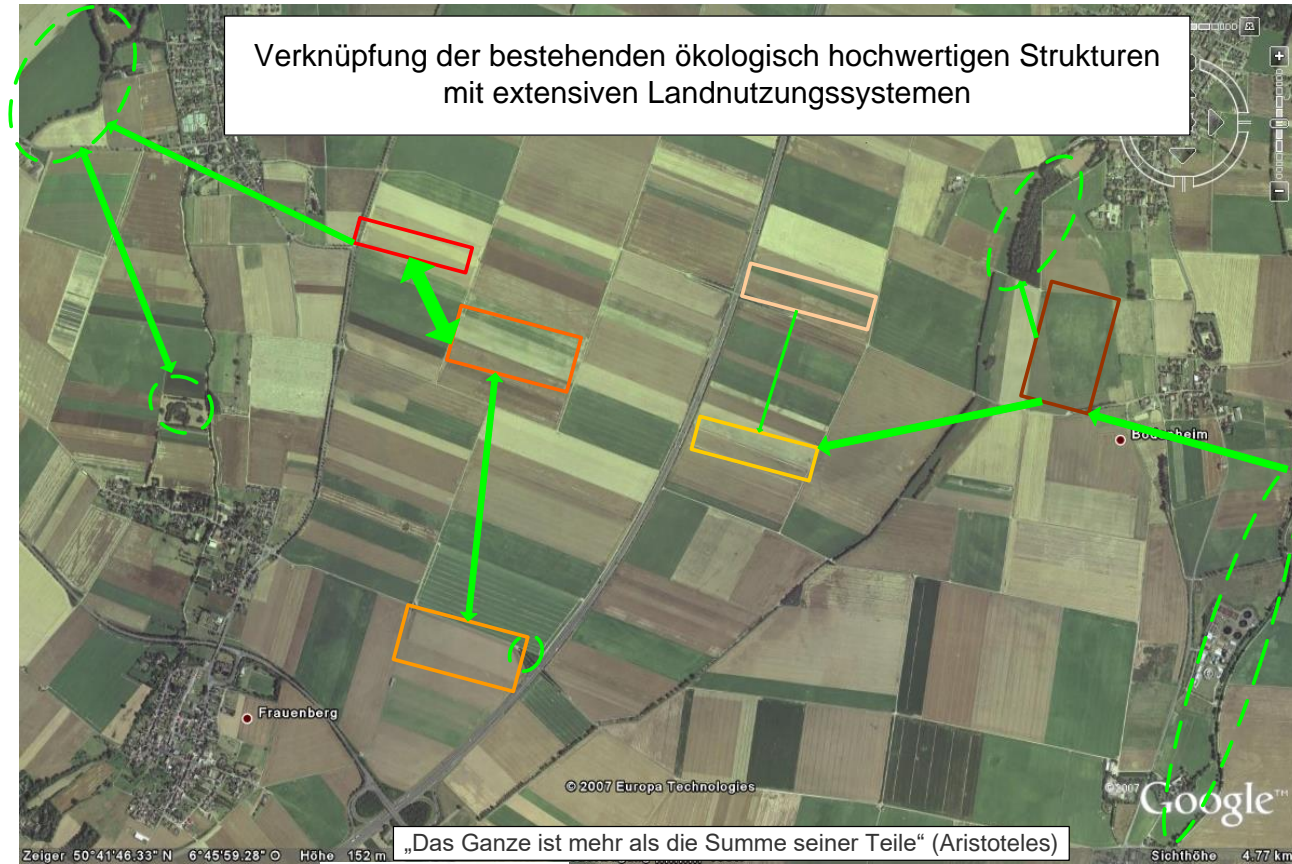 Verknüpfung der bestehenden ökologisch hochwertigen Strukturen
mit extensiven Landnutzungssystemen
Bodenheim
Frauenberg
© 2007 Europa Technologies
©2007 Google™
„Das Ganze ist mehr als die Summe seiner Teile“ (Aristoteles)
Zeiger 50°41'46.33" N 6°45'59.28" O Höhe 152 m
Sichthöhe 4.77 km